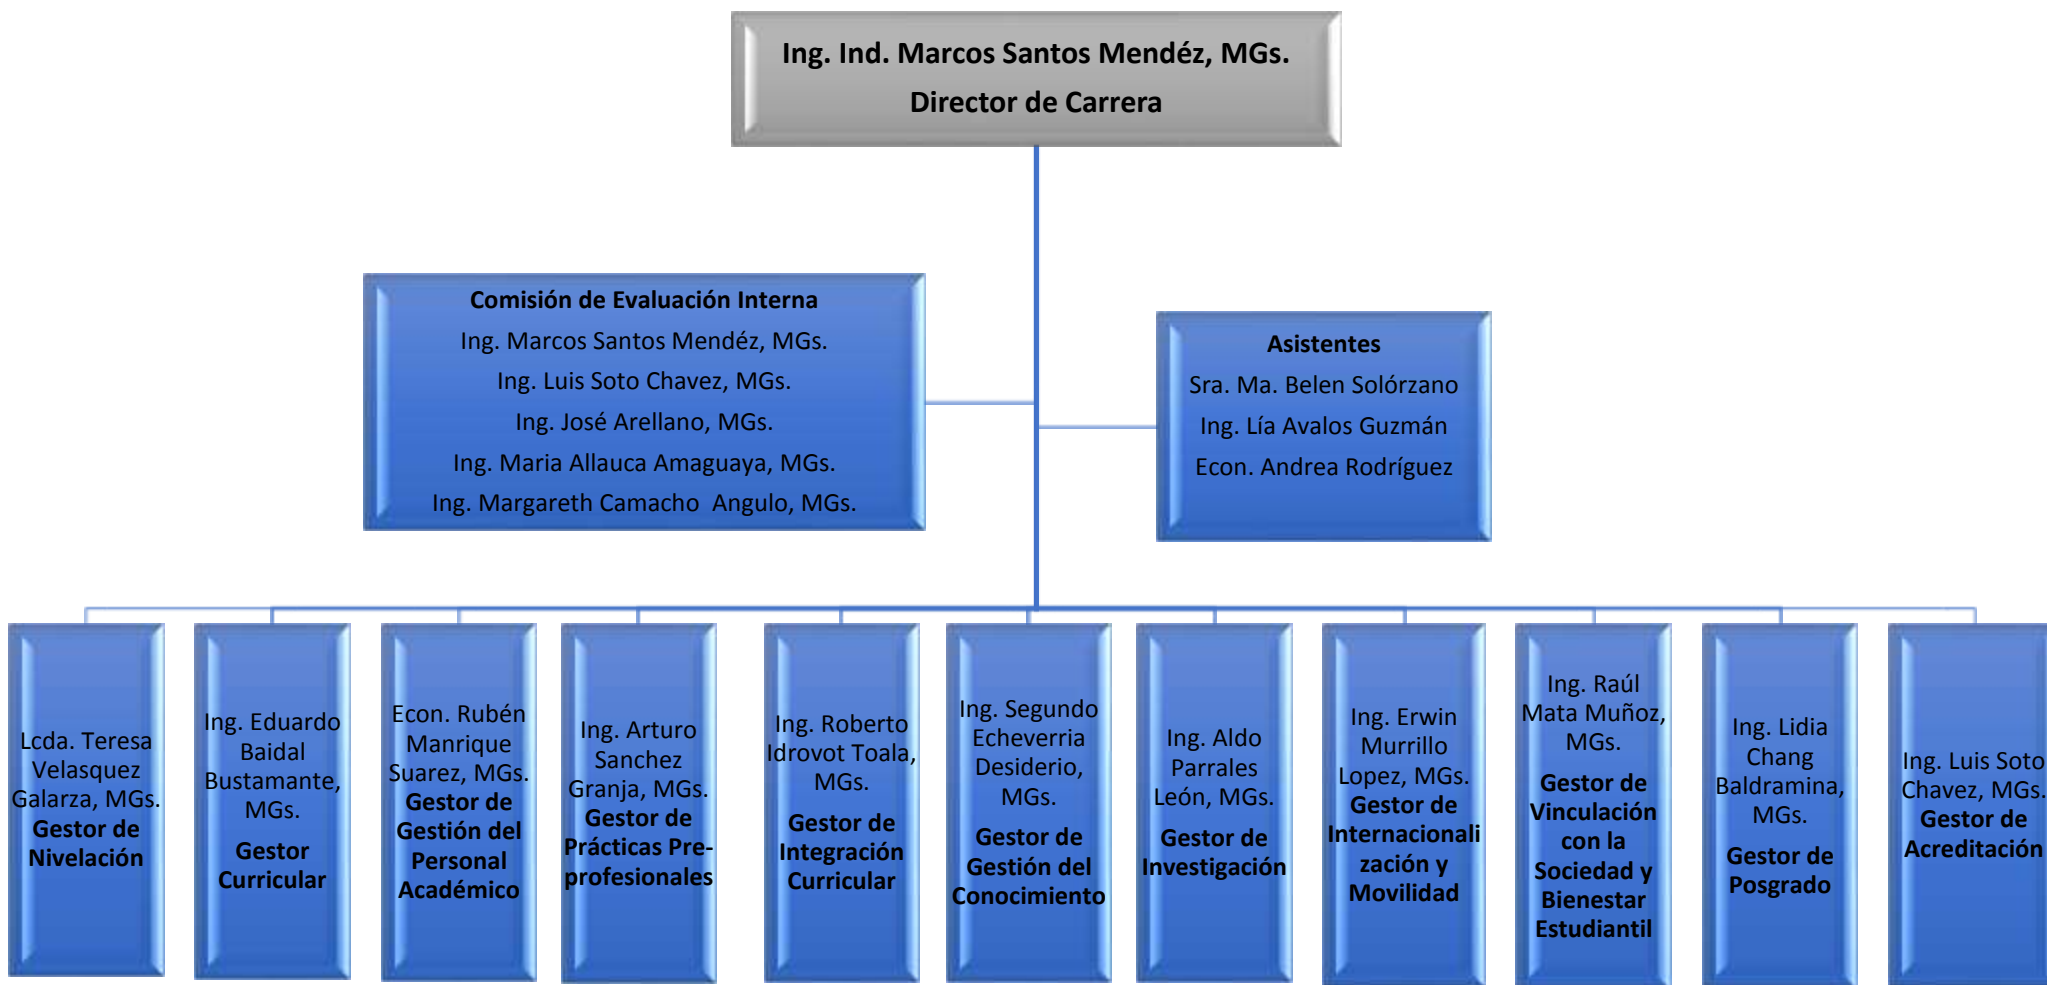 Ing. Ind. Marcos Santos Mendéz, MGs.
Director de Carrera
Comisión de Evaluación Interna
Ing. Marcos Santos Mendéz, MGs.
Ing. Luis Soto Chavez, MGs.
Ing. José Arellano, MGs.
Ing. Maria Allauca Amaguaya, MGs.
Ing. Margareth Camacho  Angulo, MGs.
Asistentes
Sra. Ma. Belen Solórzano
Ing. Lía Avalos Guzmán
Econ. Andrea Rodríguez
Lcda. Teresa
Velasquez
Galarza, MGs.
Gestor de
Nivelación
Ing. Eduardo
Baidal
Bustamante,
MGs.
Gestor
Curricular
Econ. Rubén
Manrique
Suarez, MGs.
Gestor de
Gestión del
Personal
Académico
Ing. Arturo
Sanchez
Granja, MGs.
Gestor de
Prácticas Pre-
profesionales
Ing. Roberto
Idrovot Toala,
MGs.
Gestor de
Integración
Curricular
Ing. Segundo
Echeverria
Desiderio,
MGs.
Gestor de
Gestión del
Conocimiento
Ing. Aldo
Parrales
León, MGs.
Gestor de
Investigación
Ing. Erwin
Murrillo
Lopez, MGs.
Gestor de
Internacionali
zación y
Movilidad
Ing. Raúl
Mata Muñoz,
MGs.
Gestor de
Vinculación
con la
Sociedad y
Bienestar
Estudiantil
Ing. Lidia
Chang
Baldramina,
MGs.
Gestor de
Posgrado
Ing. Luis Soto
Chavez, MGs.
Gestor de
Acreditación